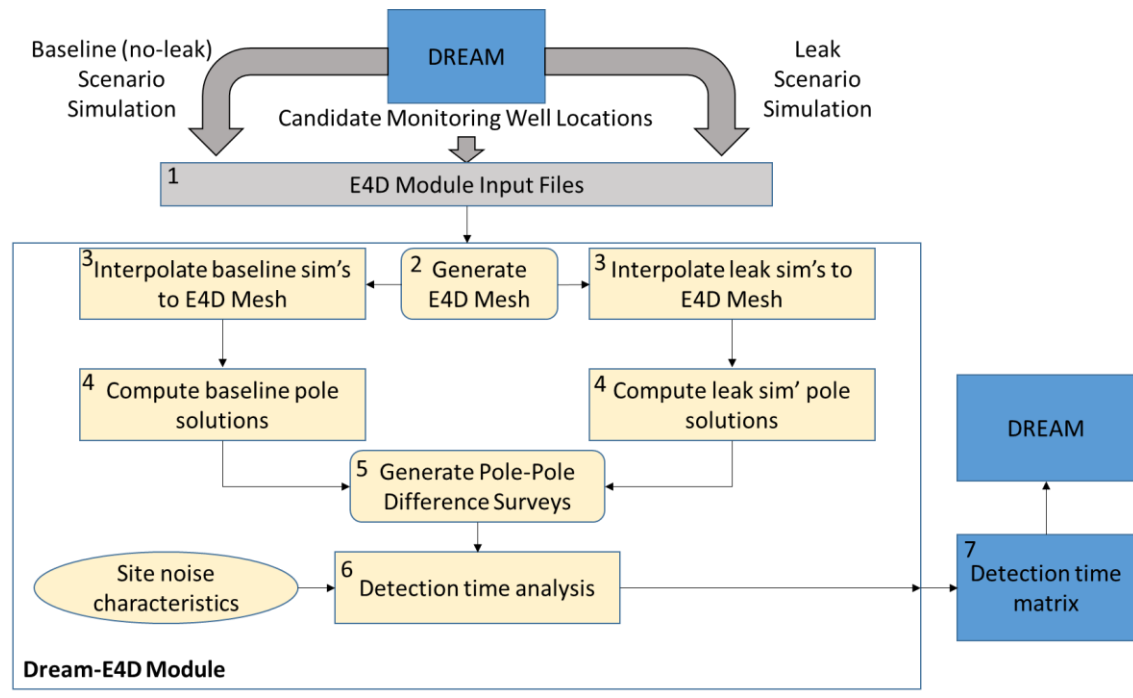 Baseline (no-leak)
Scenario
Simulation
DREAM
Leak
Scenario
Simulation
Candidate Monitoring Well Locations
1
E4D Module Input Files
3
Interpolate baseline sim’s
to E4D Mesh
2
Generate
E4D Mesh
3
Interpolate leak sim’s to
E4D Mesh
4
Compute baseline pole
solutions
4
Compute leak sim’ pole
solutions
DREAM
5
Generate Pole-Pole
Difference Surveys
Site noise
characteristics
6
Detection time analysis
7
Detection time
matrix
Dream-E4D Module